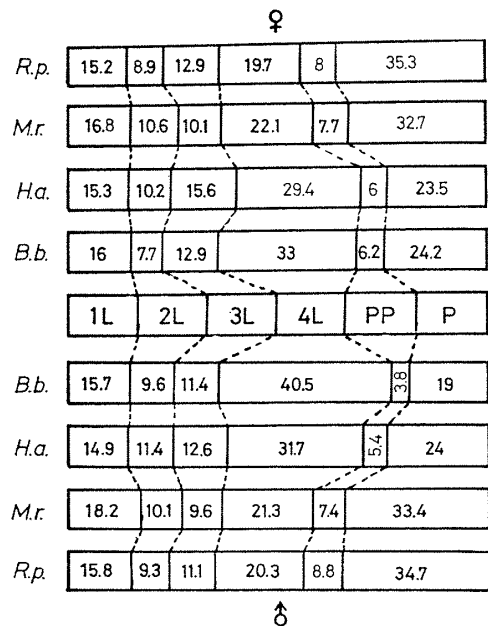 ♀
R.p. 15.2 8.9 12.9 19.7 8 35.3
M.r. 16.8 10.6 10.1 22.1 7.7 32.7
H.a. 15.3 10.2 15.6 29.4 6 23.5
B.b. 16 7.7 12.9 33 6.2 24.2
1L 2L 3L 4L PP P
B.b. 15.7 9.6 11.4 40.5 3.8 19
H.a. 14.9 11.4 12.6 31.7 5.4 24
M.r. 18.2 10.1 9.6 21.3 7.4 33.4
R.p. 15.8 9.3 11.1 20.3 8.8 34.7
♂